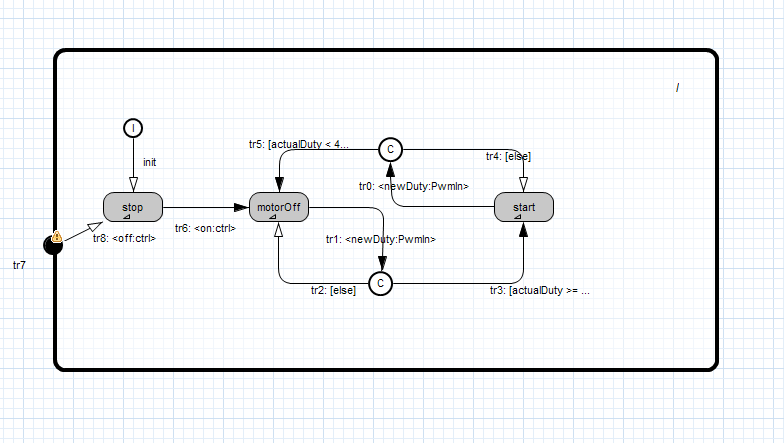 /
I
tr5: [actualDuty < 4...
C
tr4: [else]
init
tr0: <newDuty:PwmIn>
stop
motorOff
start
tr8: <off:ctrl>
tr6: <on:ctrl>
tr1: <newDuty:PwmIn>
tr7
C
tr2: [else]
tr3: [actualDuty >= ...